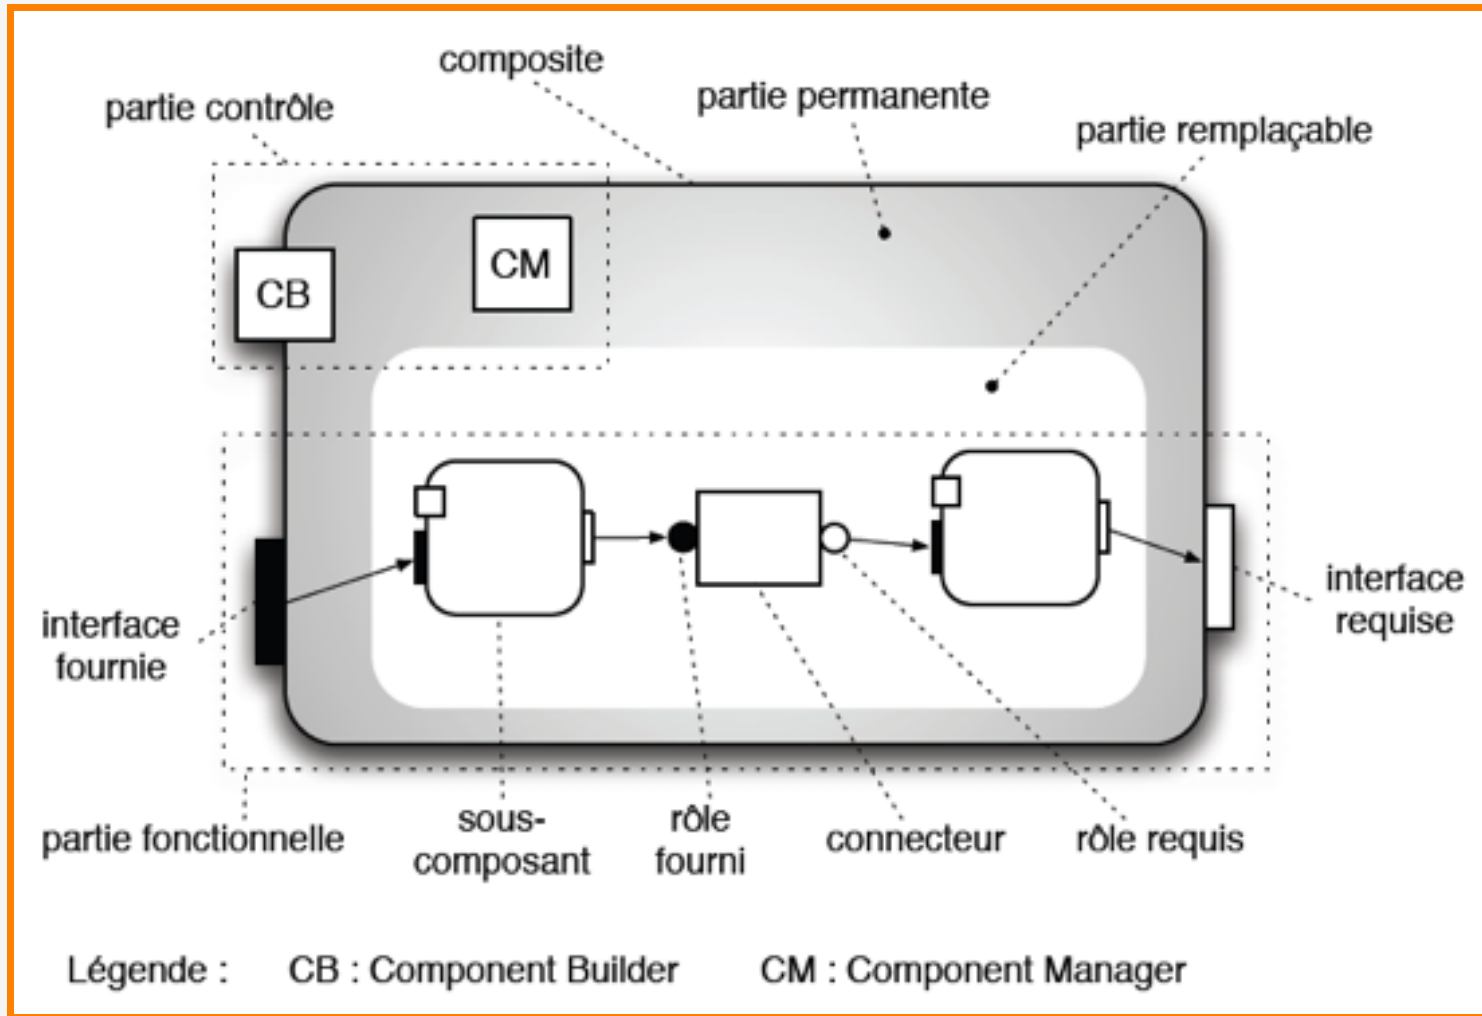 composite
partie permanente
partie contrôle
partie remplaçable
CM
CB
interface
fournie
interface
requise
partie fonctionnelle
sous-
composant
rôle
fourni
connecteur
rôle requis
Légende : CB : Component Builder CM : Component Manager